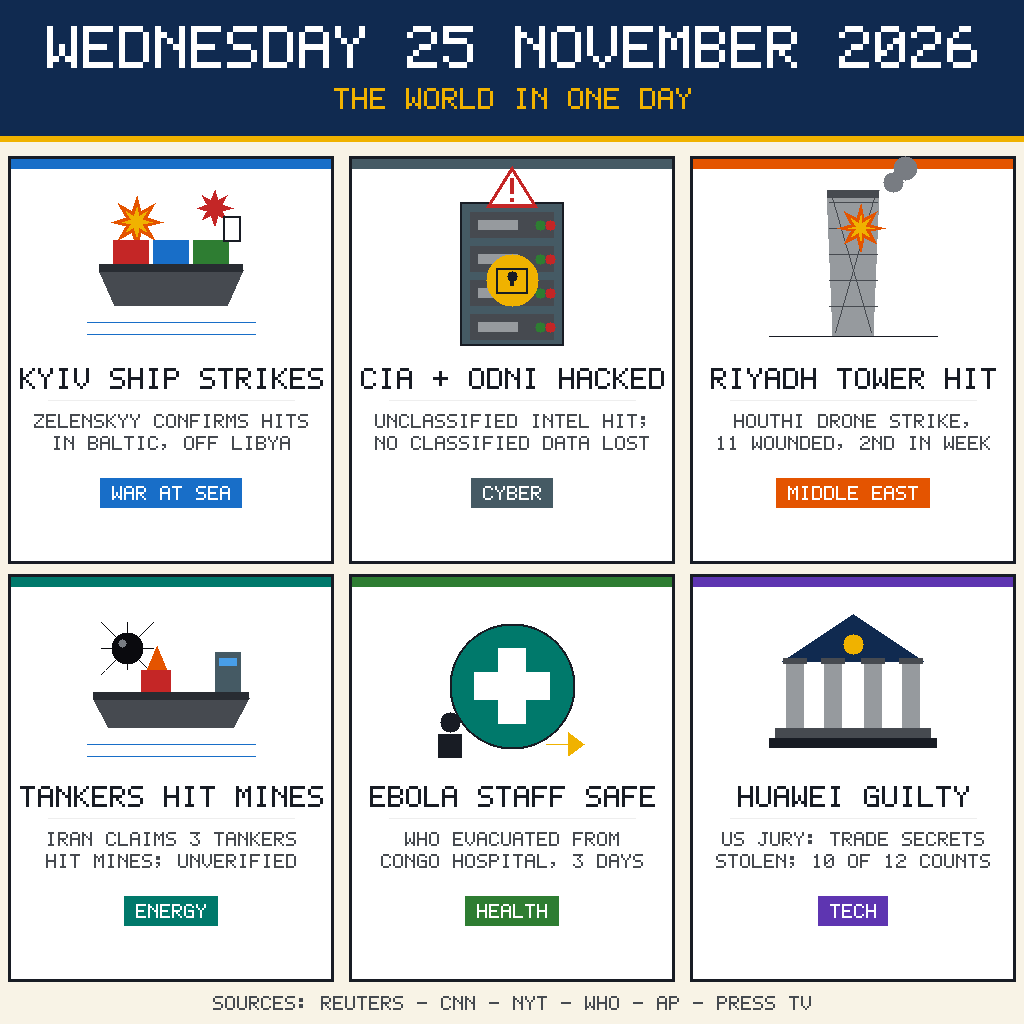 WEDNESDAY 25 NOVEMBER 2026
THE WORLD IN ONE DAY
KYIV SHIP STRIKES
ZELENSKYY CONFIRMS HITS
IN BALTIC, OFF LIBYA
WAR AT SEA
CIA + ODNI HACKED
UNCLASSIFIED INTEL HIT;
NO CLASSIFIED DATA LOST
CYBER
RIYADH TOWER HIT
HOUTHI DRONE STRIKE,
11 WOUNDED, 2ND IN WEEK
MIDDLE EAST
TANKERS HIT MINES
IRAN CLAIMS 3 TANKERS
HIT MINES; UNVERIFIED
ENERGY
EBOLA STAFF SAFE
WHO EVACUATED FROM
CONGO HOSPITAL, 3 DAYS
HEALTH
HUAWEI GUILTY
US JURY: TRADE SECRETS
STOLEN; 10 OF 12 COUNTS
TECH
SOURCES: REUTERS - CNN - NYT - WHO - AP - PRESS TV